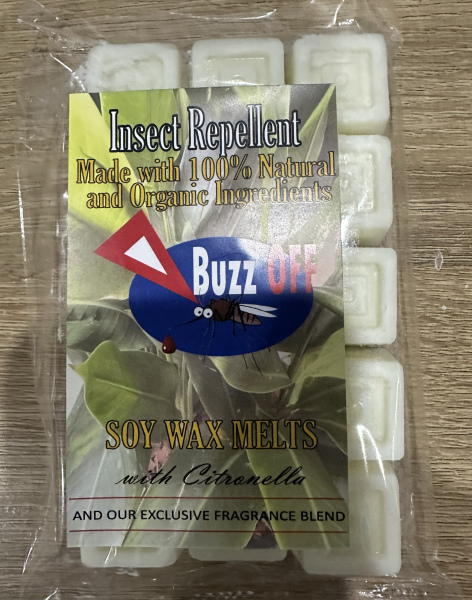 Insect Repellent
Made with 100% Natural
and Organic Ingredients
BUZZ OFF
SOY WAX MELTS
with Citronella
AND OUR EXCLUSIVE FRAGRANCE BLEND